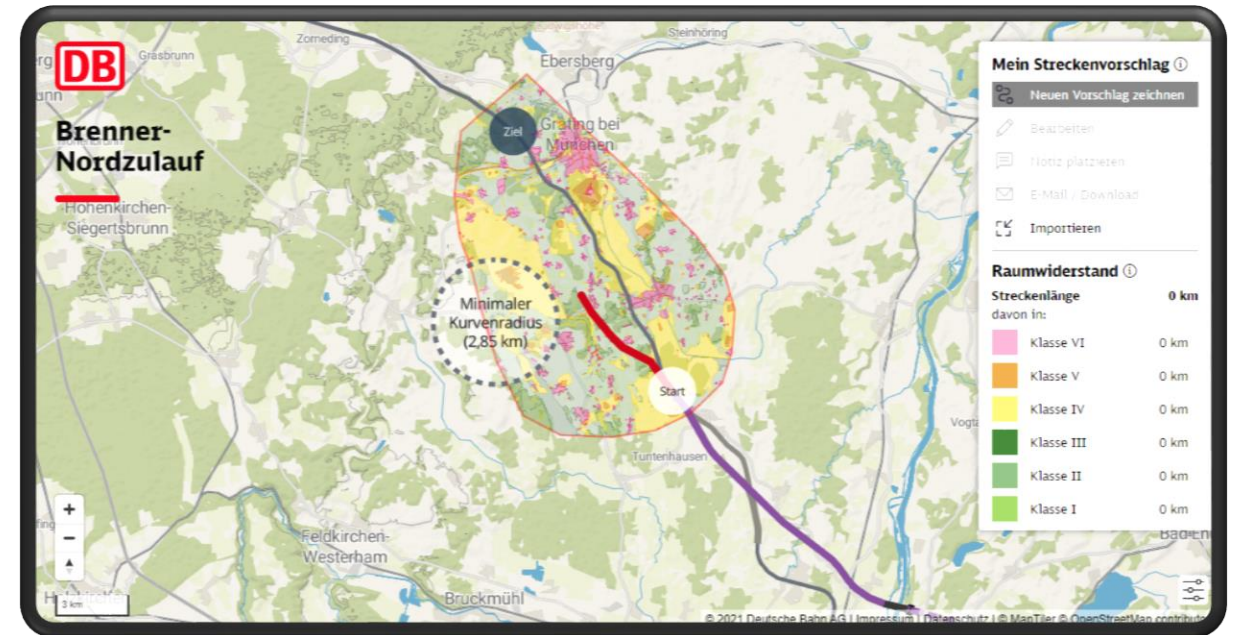 DB
Brenner-
Nordzulauf
Zorneding
Grasbrunn
Steinhöring
Ebersberg
Ziel
Grafing bei
München
Höhenkirchen-
Siegertsbrunn
Minimaler
Kurvenradius
(2,85 km)
Start
Tuntenhausen
Feldkirchen-
Westerham
Bruckmühl
+
−
3 km
Mein Streckenvorschlag
Neuen Vorschlag zeichnen
Bearbeiten
Notiz platzieren
E-Mail / Download
Importieren
Raumwiderstand
Streckenlänge 0 km
davon in:
Klasse VI 0 km
Klasse V 0 km
Klasse IV 0 km
Klasse III 0 km
Klasse II 0 km
Klasse I 0 km
© 2021 Deutsche Bahn AG | Impressum | Datenschutz | © MapTiler © OpenStreetMap